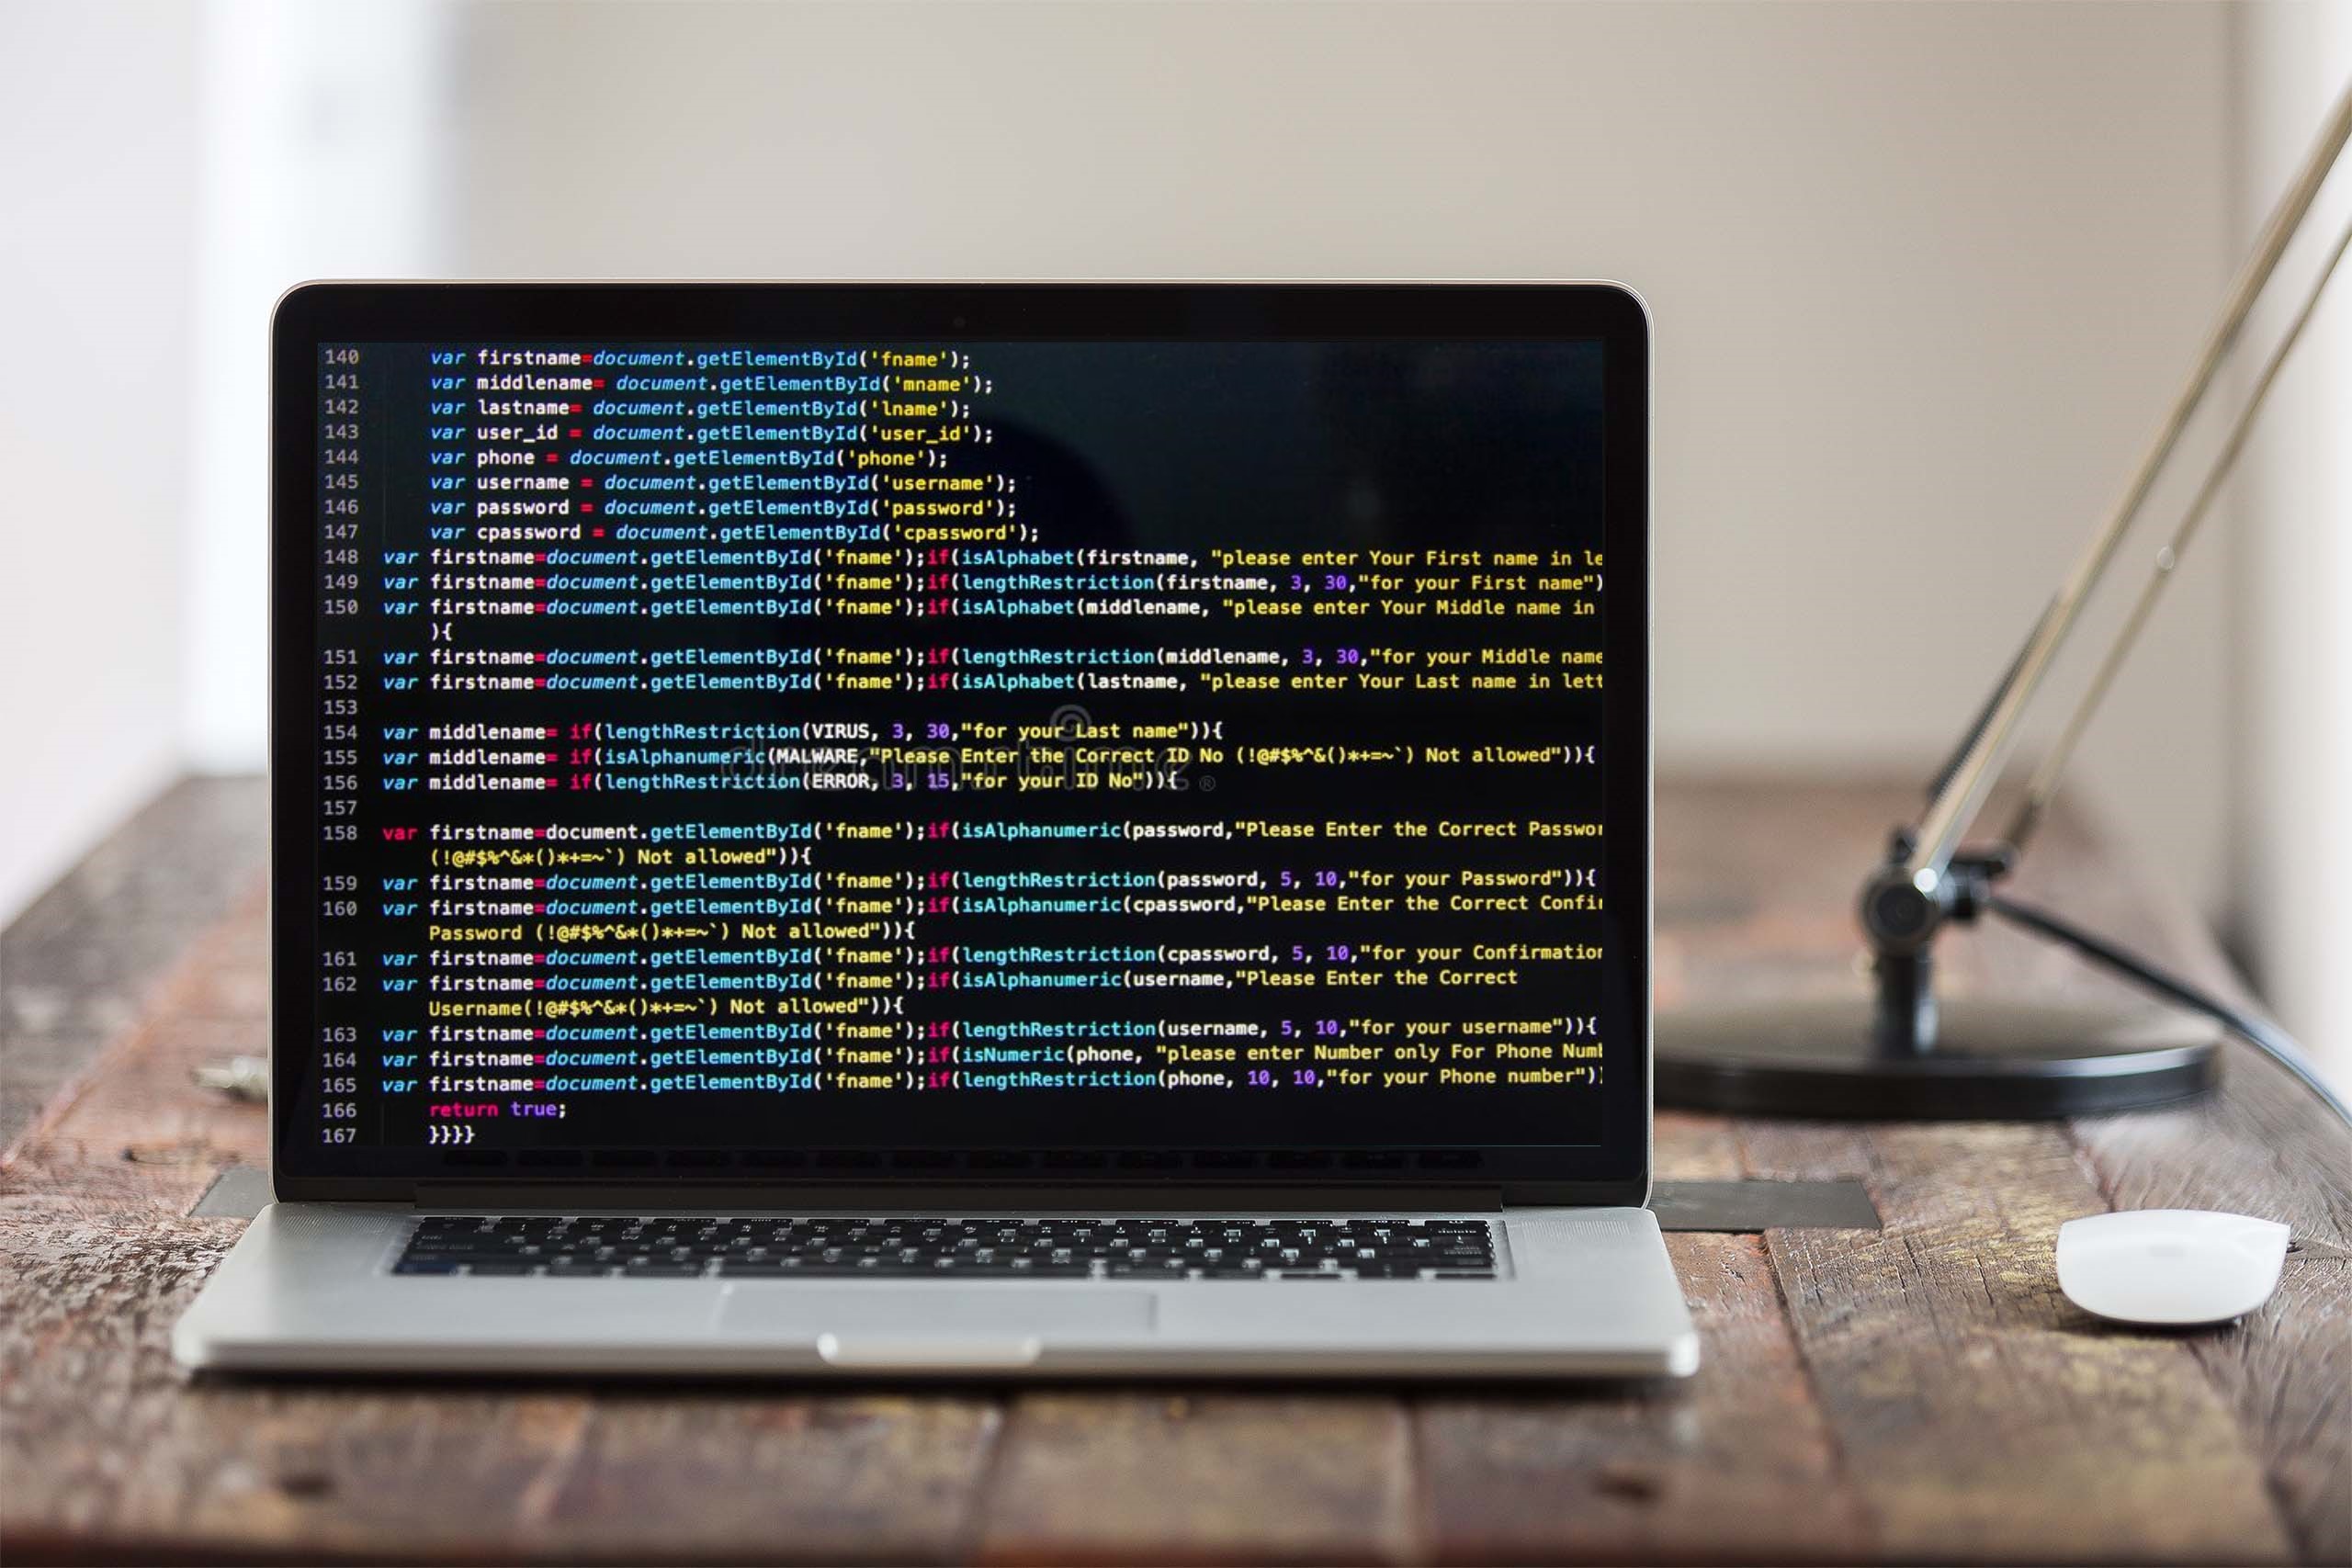 140 var firstname=document.getElementById('fname');
141 var middlename= document.getElementById('mname');
142 var lastname= document.getElementById('lname');
143 var user_id = document.getElementById('user_id');
144 var phone = document.getElementById('phone');
145 var username = document.getElementById('username');
146 var password = document.getElementById('password');
147 var cpassword = document.getElementById('cpassword');
148 var firstname=document.getElementById('fname');if(isAlphabet(firstname, "please enter Your First name in le
149 var firstname=document.getElementById('fname');if(lengthRestriction(firstname, 3, 30,"for your First name")
150 var firstname=document.getElementById('fname');if(isAlphabet(middlename, "please enter Your Middle name in
){
151 var firstname=document.getElementById('fname');if(lengthRestriction(middlename, 3, 30,"for your Middle name
152 var firstname=document.getElementById('fname');if(isAlphabet(lastname, "please enter Your Last name in lett
153
154 var middlename= if(lengthRestriction(VIRUS, 3, 30,"for your Last name")){
155 var middlename= if(isAlphanumeric(MALWARE,"Please Enter the Correct ID No (!@#$%^&()*+=~`) Not allowed")){
156 var middlename= if(lengthRestriction(ERROR, 3, 15,"for your ID No")){
dreamstime®
157
158 var firstname=document.getElementById('fname');if(isAlphanumeric(password,"Please Enter the Correct Passwor
(!@#$%^&*()*+=~`) Not allowed")){
159 var firstname=document.getElementById('fname');if(lengthRestriction(password, 5, 10,"for your Password")){
160 var firstname=document.getElementById('fname');if(isAlphanumeric(cpassword,"Please Enter the Correct Confir
Password (!@#$%^&*()*+=~`) Not allowed")){
161 var firstname=document.getElementById('fname');if(lengthRestriction(cpassword, 5, 10,"for your Confirmation
162 var firstname=document.getElementById('fname');if(isAlphanumeric(username,"Please Enter the Correct
Username(!@#$%^&*()*+=~`) Not allowed")){
163 var firstname=document.getElementById('fname');if(lengthRestriction(username, 5, 10,"for your username")){
164 var firstname=document.getElementById('fname');if(isNumeric(phone, "please enter Number only For Phone Numb
165 var firstname=document.getElementById('fname');if(lengthRestriction(phone, 10, 10,"for your Phone number")
166 return true;
167 }}}}